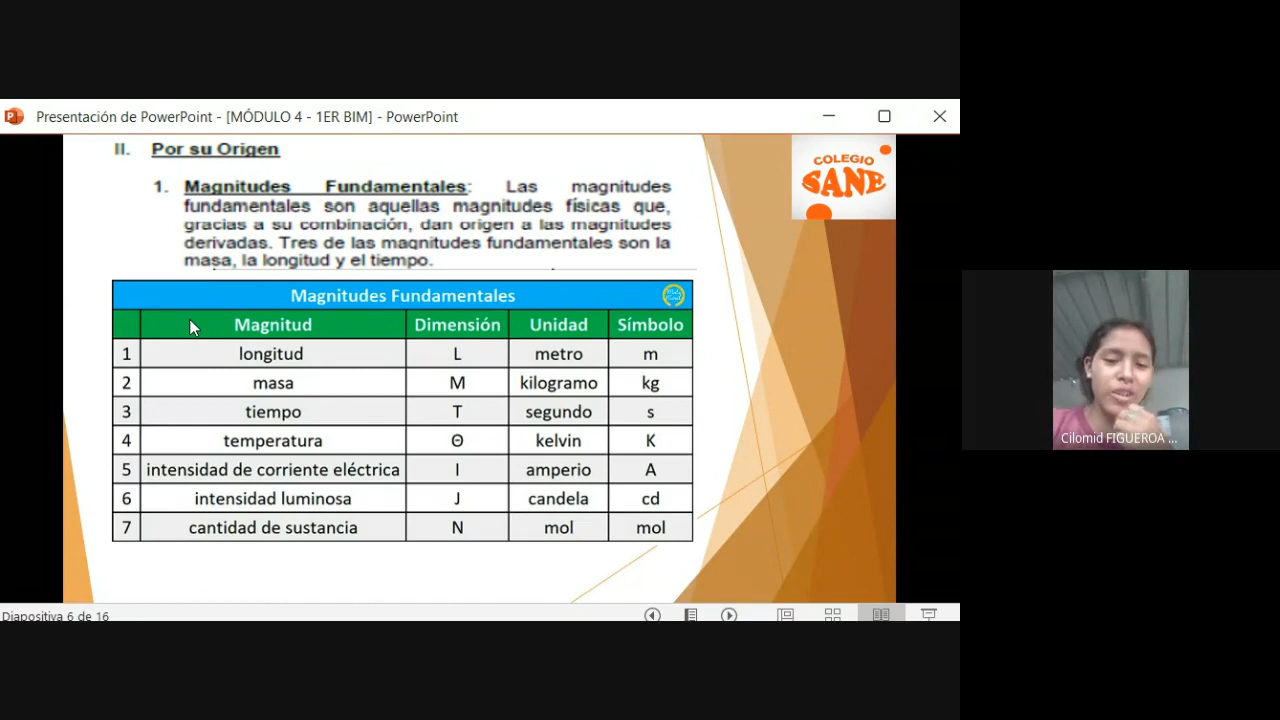 Presentación de PowerPoint - [MÓDULO 4 - 1ER BIM] - PowerPoint
II. Por su Origen
COLEGIO
SANE
1. Magnitudes Fundamentales: Las magnitudes
fundamentales son aquellas magnitudes físicas que,
gracias a su combinación, dan origen a las magnitudes
derivadas. Tres de las magnitudes fundamentales son la
masa, la longitud y el tiempo.
Magnitudes Fundamentales
Magnitud Dimensión Unidad Símbolo
1 longitud L metro m
2 masa M kilogramo kg
3 tiempo T segundo s
4 temperatura Θ kelvin K
5 intensidad de corriente eléctrica I amperio A
6 intensidad luminosa J candela cd
7 cantidad de sustancia N mol mol
Cilomid FIGUEROA ...
Diapositiva 6 de 16